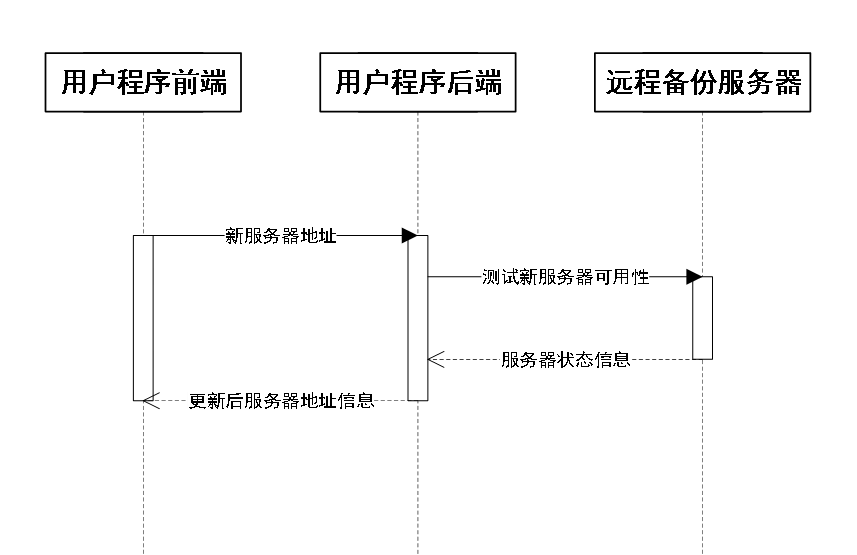 用户程序前端
用户程序后端
远程备份服务器
新服务器地址
测试新服务器可用性
服务器状态信息
更新后服务器地址信息